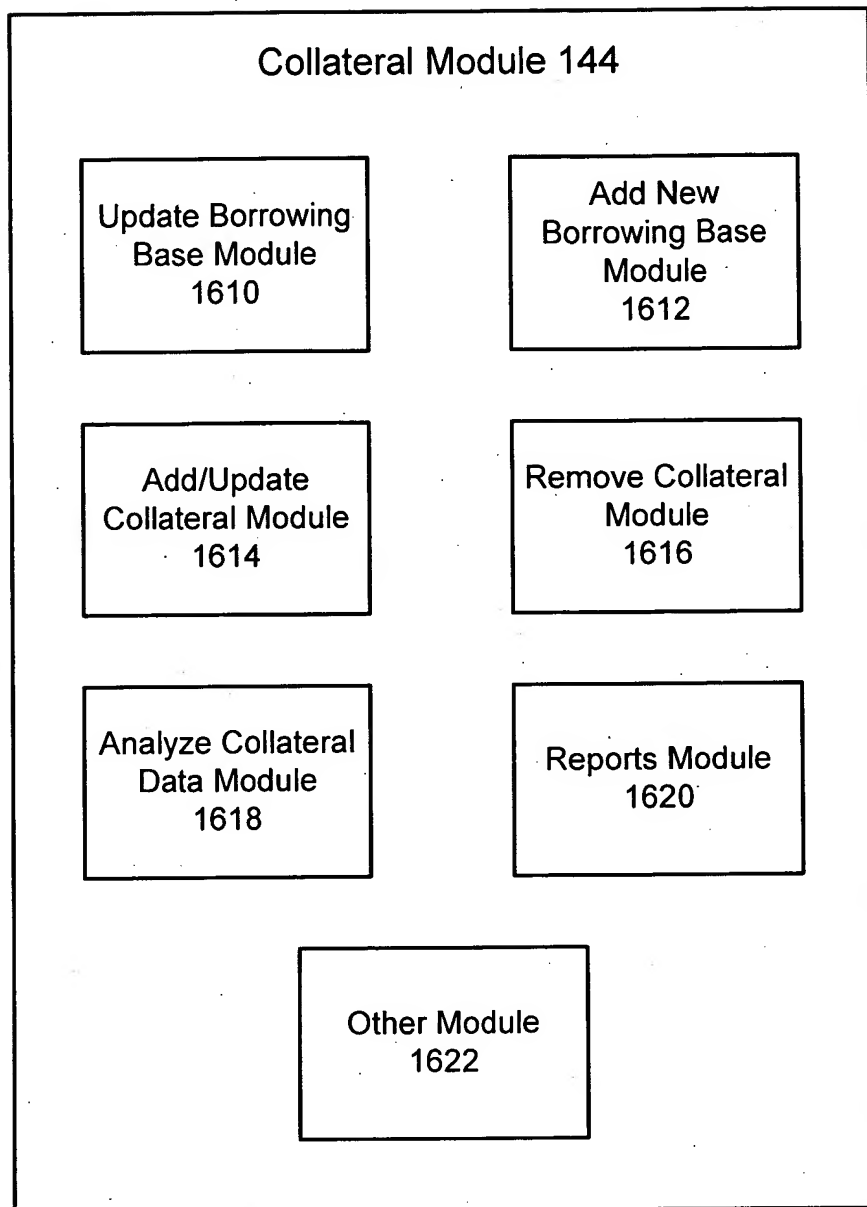 Collateral Module 144
Update Borrowing
Base Module
1610
Add New
Borrowing Base
Module
1612
Add/Update
Collateral Module
1614
Remove Collateral
Module
1616
Analyze Collateral
Data Module
1618
Reports Module
1620
Other Module
1622